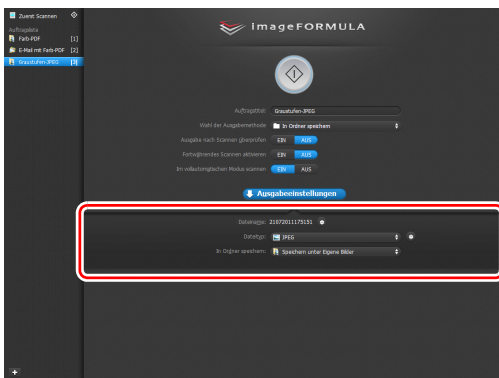 Zuerst Scannen
imageFORMULA
Auftragsliste
Farb-PDF [1]
E-Mail mit Farb-PDF [2]
Graustufen-JPEG [3]
Auftragstitel: Graustufen-JPEG
Wahl der Ausgabemethode In Ordner speichern
Ausgabe nach Scannen überprüfen EIN AUS
Fortwährendes Scannen aktivieren EIN AUS
Im vollautomatischen Modus scannen EIN AUS
Ausgabeeinstellungen
Dateiname: 21072011175151
Dateityp: JPEG
In Ordner speichern: Speichern unter Eigene Bilder